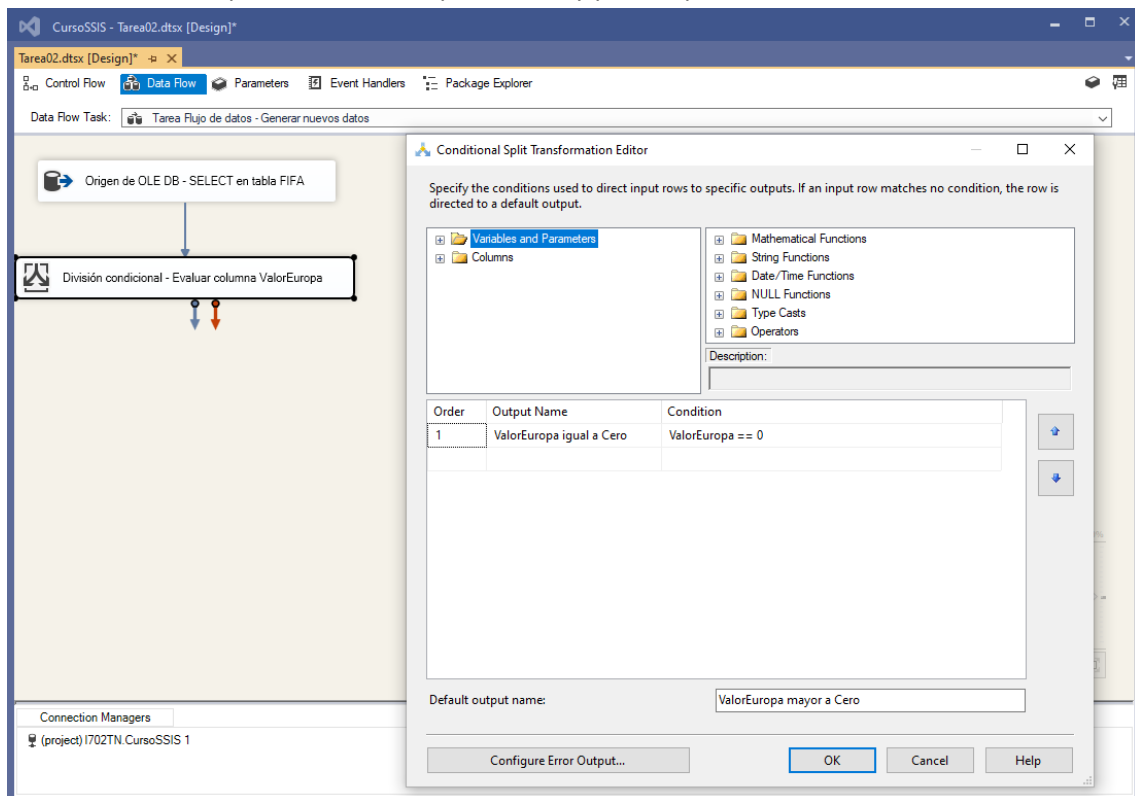 CursoSSIS - Tarea02.dtsx [Design]*
Tarea02.dtsx [Design]*
Control Flow Data Flow Parameters Event Handlers Package Explorer
Data Flow Task: Tarea Flujo de datos - Generar nuevos datos
Origen de OLE DB - SELECT en tabla FIFA
División condicional - Evaluar columna ValorEuropa
Conditional Split Transformation Editor
Specify the conditions used to direct input rows to specific outputs. If an input row matches no condition, the row is
directed to a default output.
Variables and Parameters
Columns
Mathematical Functions
String Functions
Date/Time Functions
NULL Functions
Type Casts
Operators
Description:
Order Output Name Condition
1 ValorEuropa igual a Cero ValorEuropa == 0
Default output name: ValorEuropa mayor a Cero
Configure Error Output... OK Cancel Help
Connection Managers
(project) I702TN.CursoSSIS 1